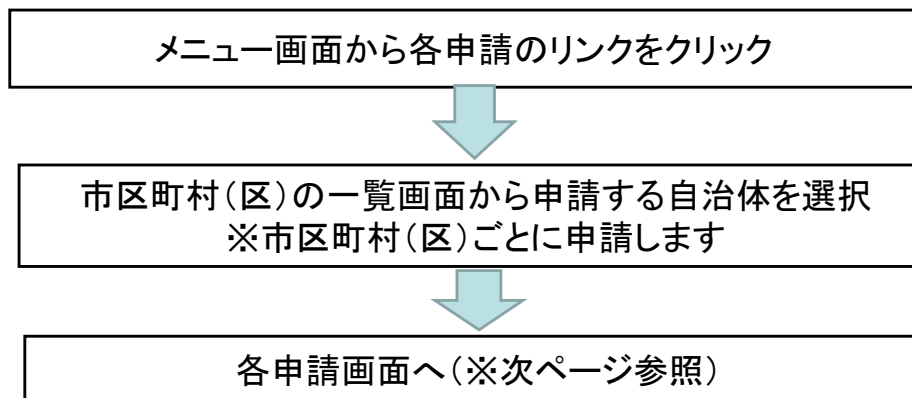 メニュー画面から各申請のリンクをクリック
市区町村(区)の一覧画面から申請する自治体を選択
※市区町村(区)ごとに申請します
各申請画面へ(※次ページ参照)